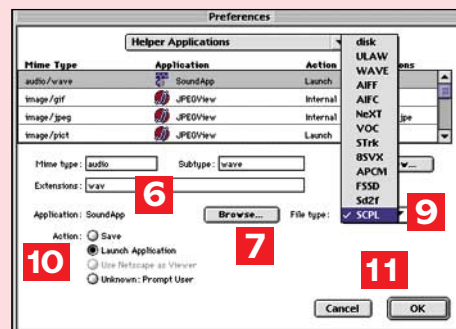 Preferences
Helper Applications
Mime Type Application Action ons
audio/wave SoundApp Launch
image/gif JPEGView Internal
image/jpeg JPEGView Internal jpe
image/pict JPEGView Launch
disk
ULAW
WAVE
AIFF
AIFC
NeXT
VOC
STrk
8SVX
APCM
FSSD
Sd2f
✓ SCPL
Mime type: audio Subtype: wave w...
Extensions: wav
6
Application: SoundApp Browse... File type:
7
9
Action: Save
Launch Application
Use Netscape as Viewer
Unknown: Prompt User
10
11
Cancel OK